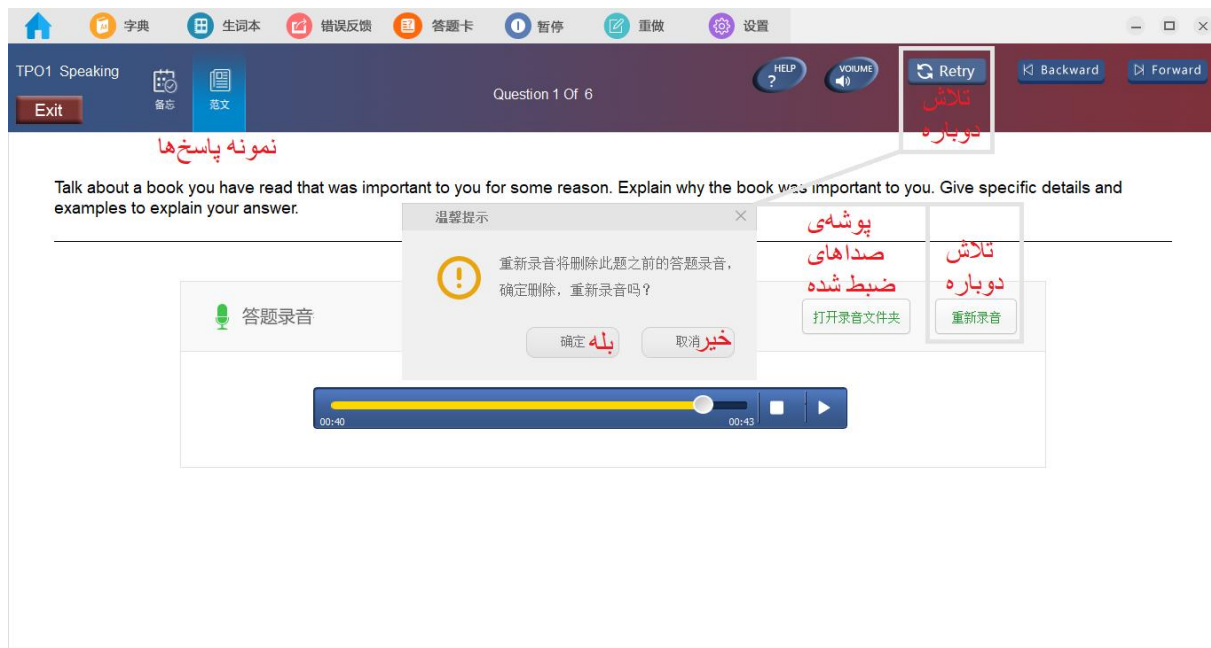 字典
生词本
错误反馈
答题卡
暂停
重做
设置
TPO1 Speaking
Exit
备忘
范文
Question 1 Of 6
HELP
?
VOIUME
Retry
Backward
Forward
تلاش
دوباره
نمونه پاسخ‌ها
Talk about a book you have read that was important to you for some reason. Explain why the book was important to you. Give specific details and
examples to explain your answer.
温馨提示
重新录音将删除此题之前的答题录音，
确定删除，重新录音吗？
确定 بله
取消 خیر
پوشه‌ی
صداهای
ضبط شده
打开录音文件夹
تلاش
دوباره
重新录音
答题录音
00:40
00:43